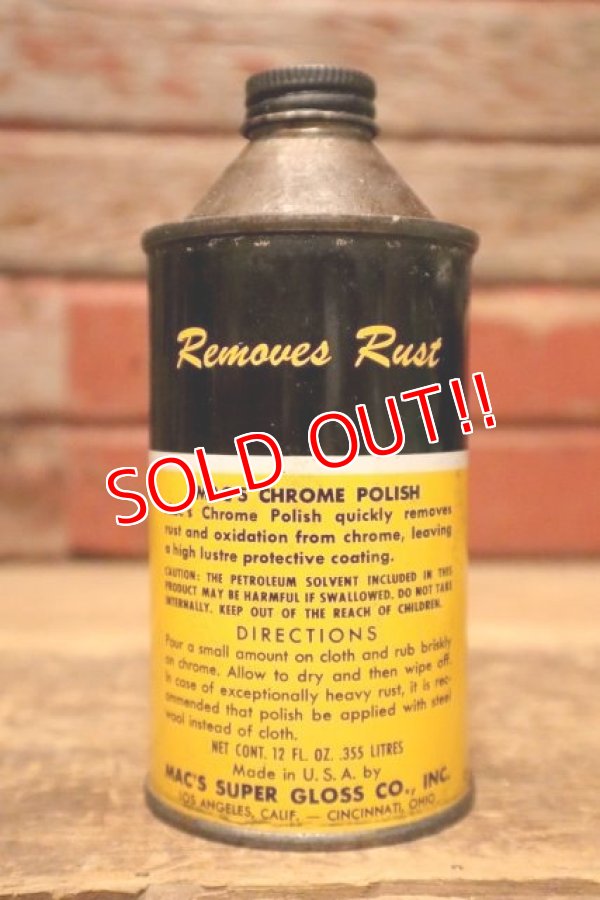 Removes Rust
SOLD OUT!!
MAC'S CHROME POLISH
Mac's Chrome Polish quickly removes
rust and oxidation from chrome, leaving
a high lustre protective coating.
CAUTION: THE PETROLEUM SOLVENT INCLUDED IN THIS
PRODUCT MAY BE HARMFUL IF SWALLOWED. DO NOT TAKE
INTERNALLY. KEEP OUT OF THE REACH OF CHILDREN.
DIRECTIONS
Pour a small amount on cloth and rub briskly
on chrome. Allow to dry and then wipe off.
In case of exceptionally heavy rust, it is rec-
ommended that polish be applied with steel
wool instead of cloth.
NET CONT. 12 FL. OZ. .355 LITRES
Made in U. S. A. by
MAC'S SUPER GLOSS CO., INC.
LOS ANGELES, CALIF. — CINCINNATI, OHIO